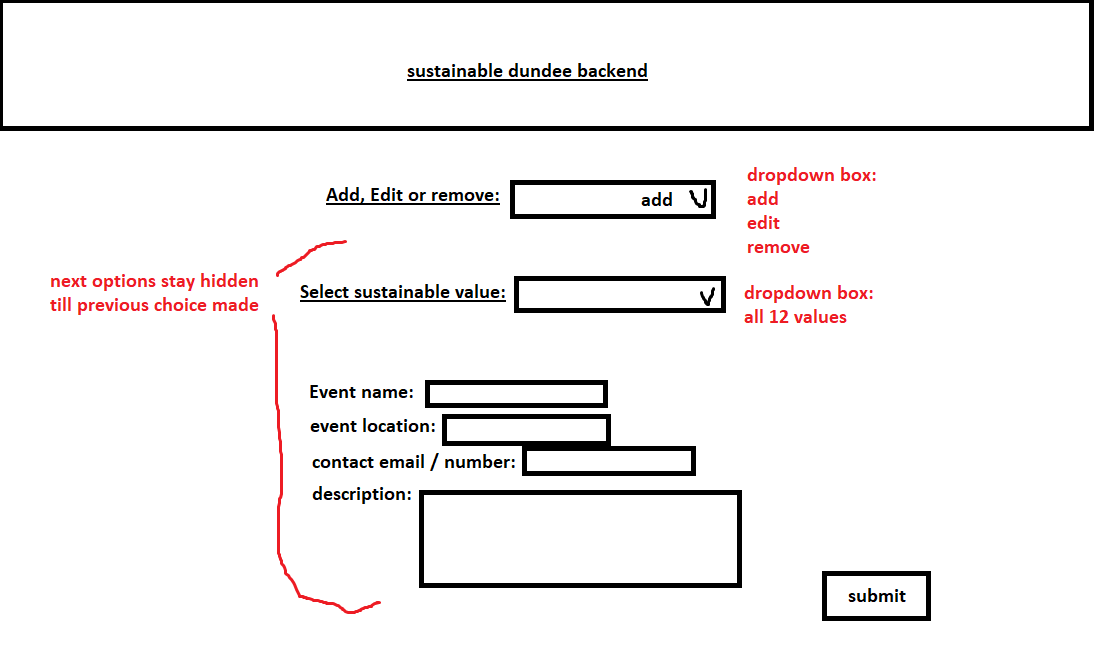 sustainable dundee backend
Add, Edit or remove:
add
dropdown box:
add
edit
remove
next options stay hidden
till previous choice made
Select sustainable value:
dropdown box:
all 12 values
Event name:
event location:
contact email / number:
description:
submit